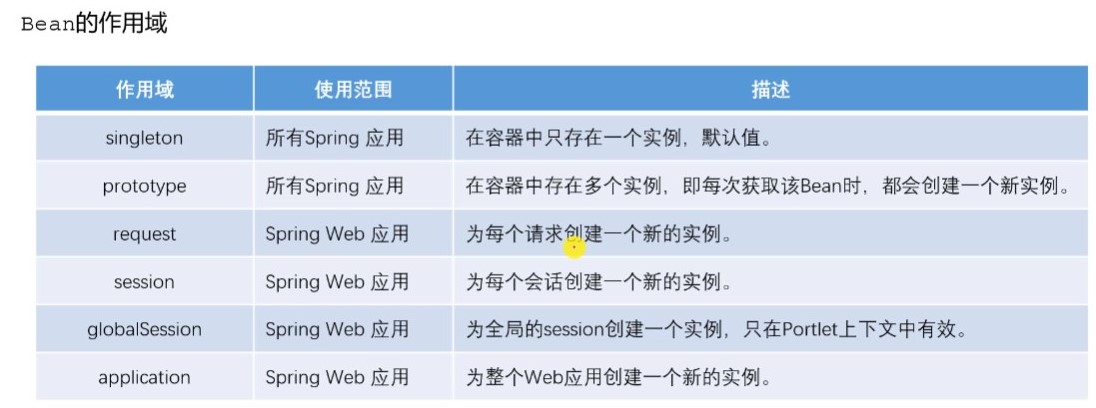 Bean的作用域
作用域 使用范围 描述
singleton 所有Spring 应用 在容器中只存在一个实例，默认值。
prototype 所有Spring 应用 在容器中存在多个实例，即每次获取该Bean时，都会创建一个新实例。
request Spring Web 应用 为每个请求创建一个新的实例。
session Spring Web 应用 为每个会话创建一个新的实例。
globalSession Spring Web 应用 为全局的session创建一个实例，只在Portlet上下文中有效。
application Spring Web 应用 为整个Web应用创建一个新的实例。